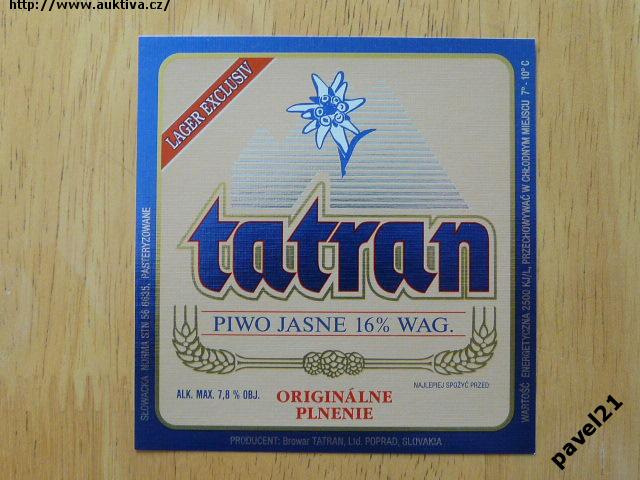 http://www.auktiva.cz/
LAGER EXCLUSIV
tatran
PIWO JASNE 16% WAG.
ALK. MAX. 7,8 % OBJ.
ORIGINÁLNE
PLNENIE
NAJLEPIEJ SPOŻYĆ PRZED
PRODUCENT: Browar TATRAN, Ltd. POPRAD, SLOVAKIA
SŁOWACKA NORMA STN 56 6635, PASTERYZOWANE
WARTOŚĆ ENERGETYCZNA 2500 KJ/L, PRZECHOWYWAĆ W CHŁODNYM MIEJSCU 7° - 10° C
pavel21